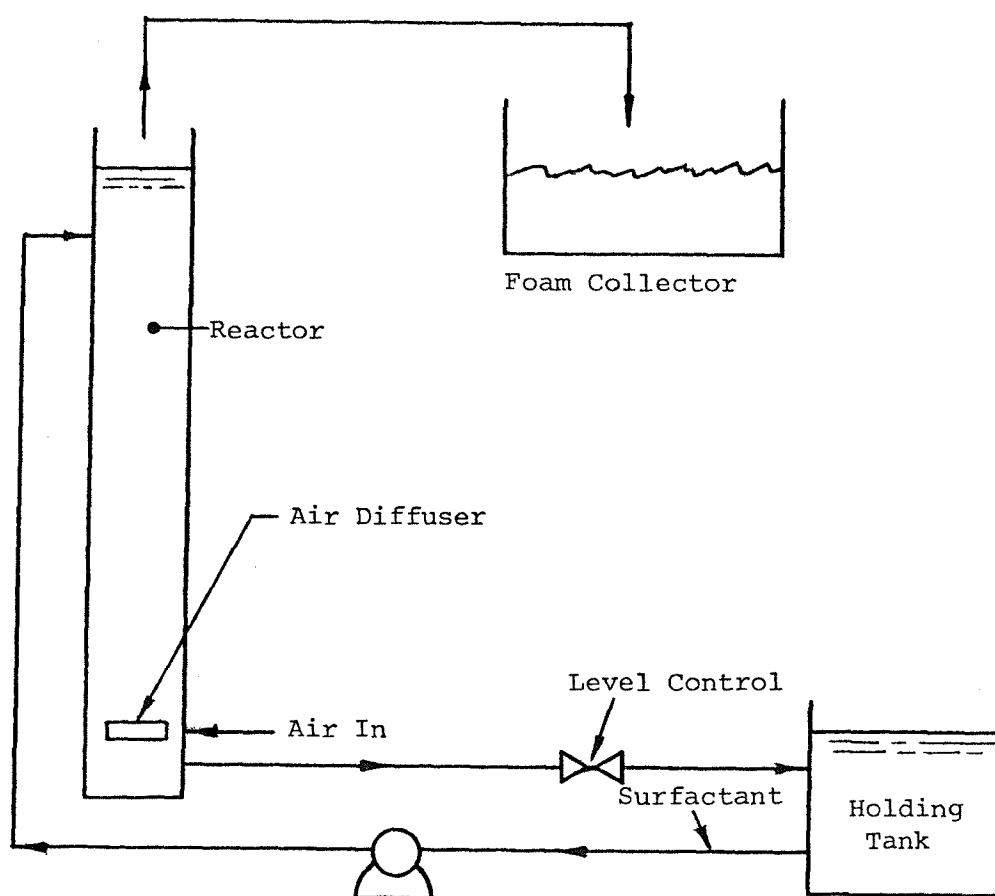 Foam Collector
Reactor
Air Diffuser
Level Control
Air In
Surfactant
Holding
Tank